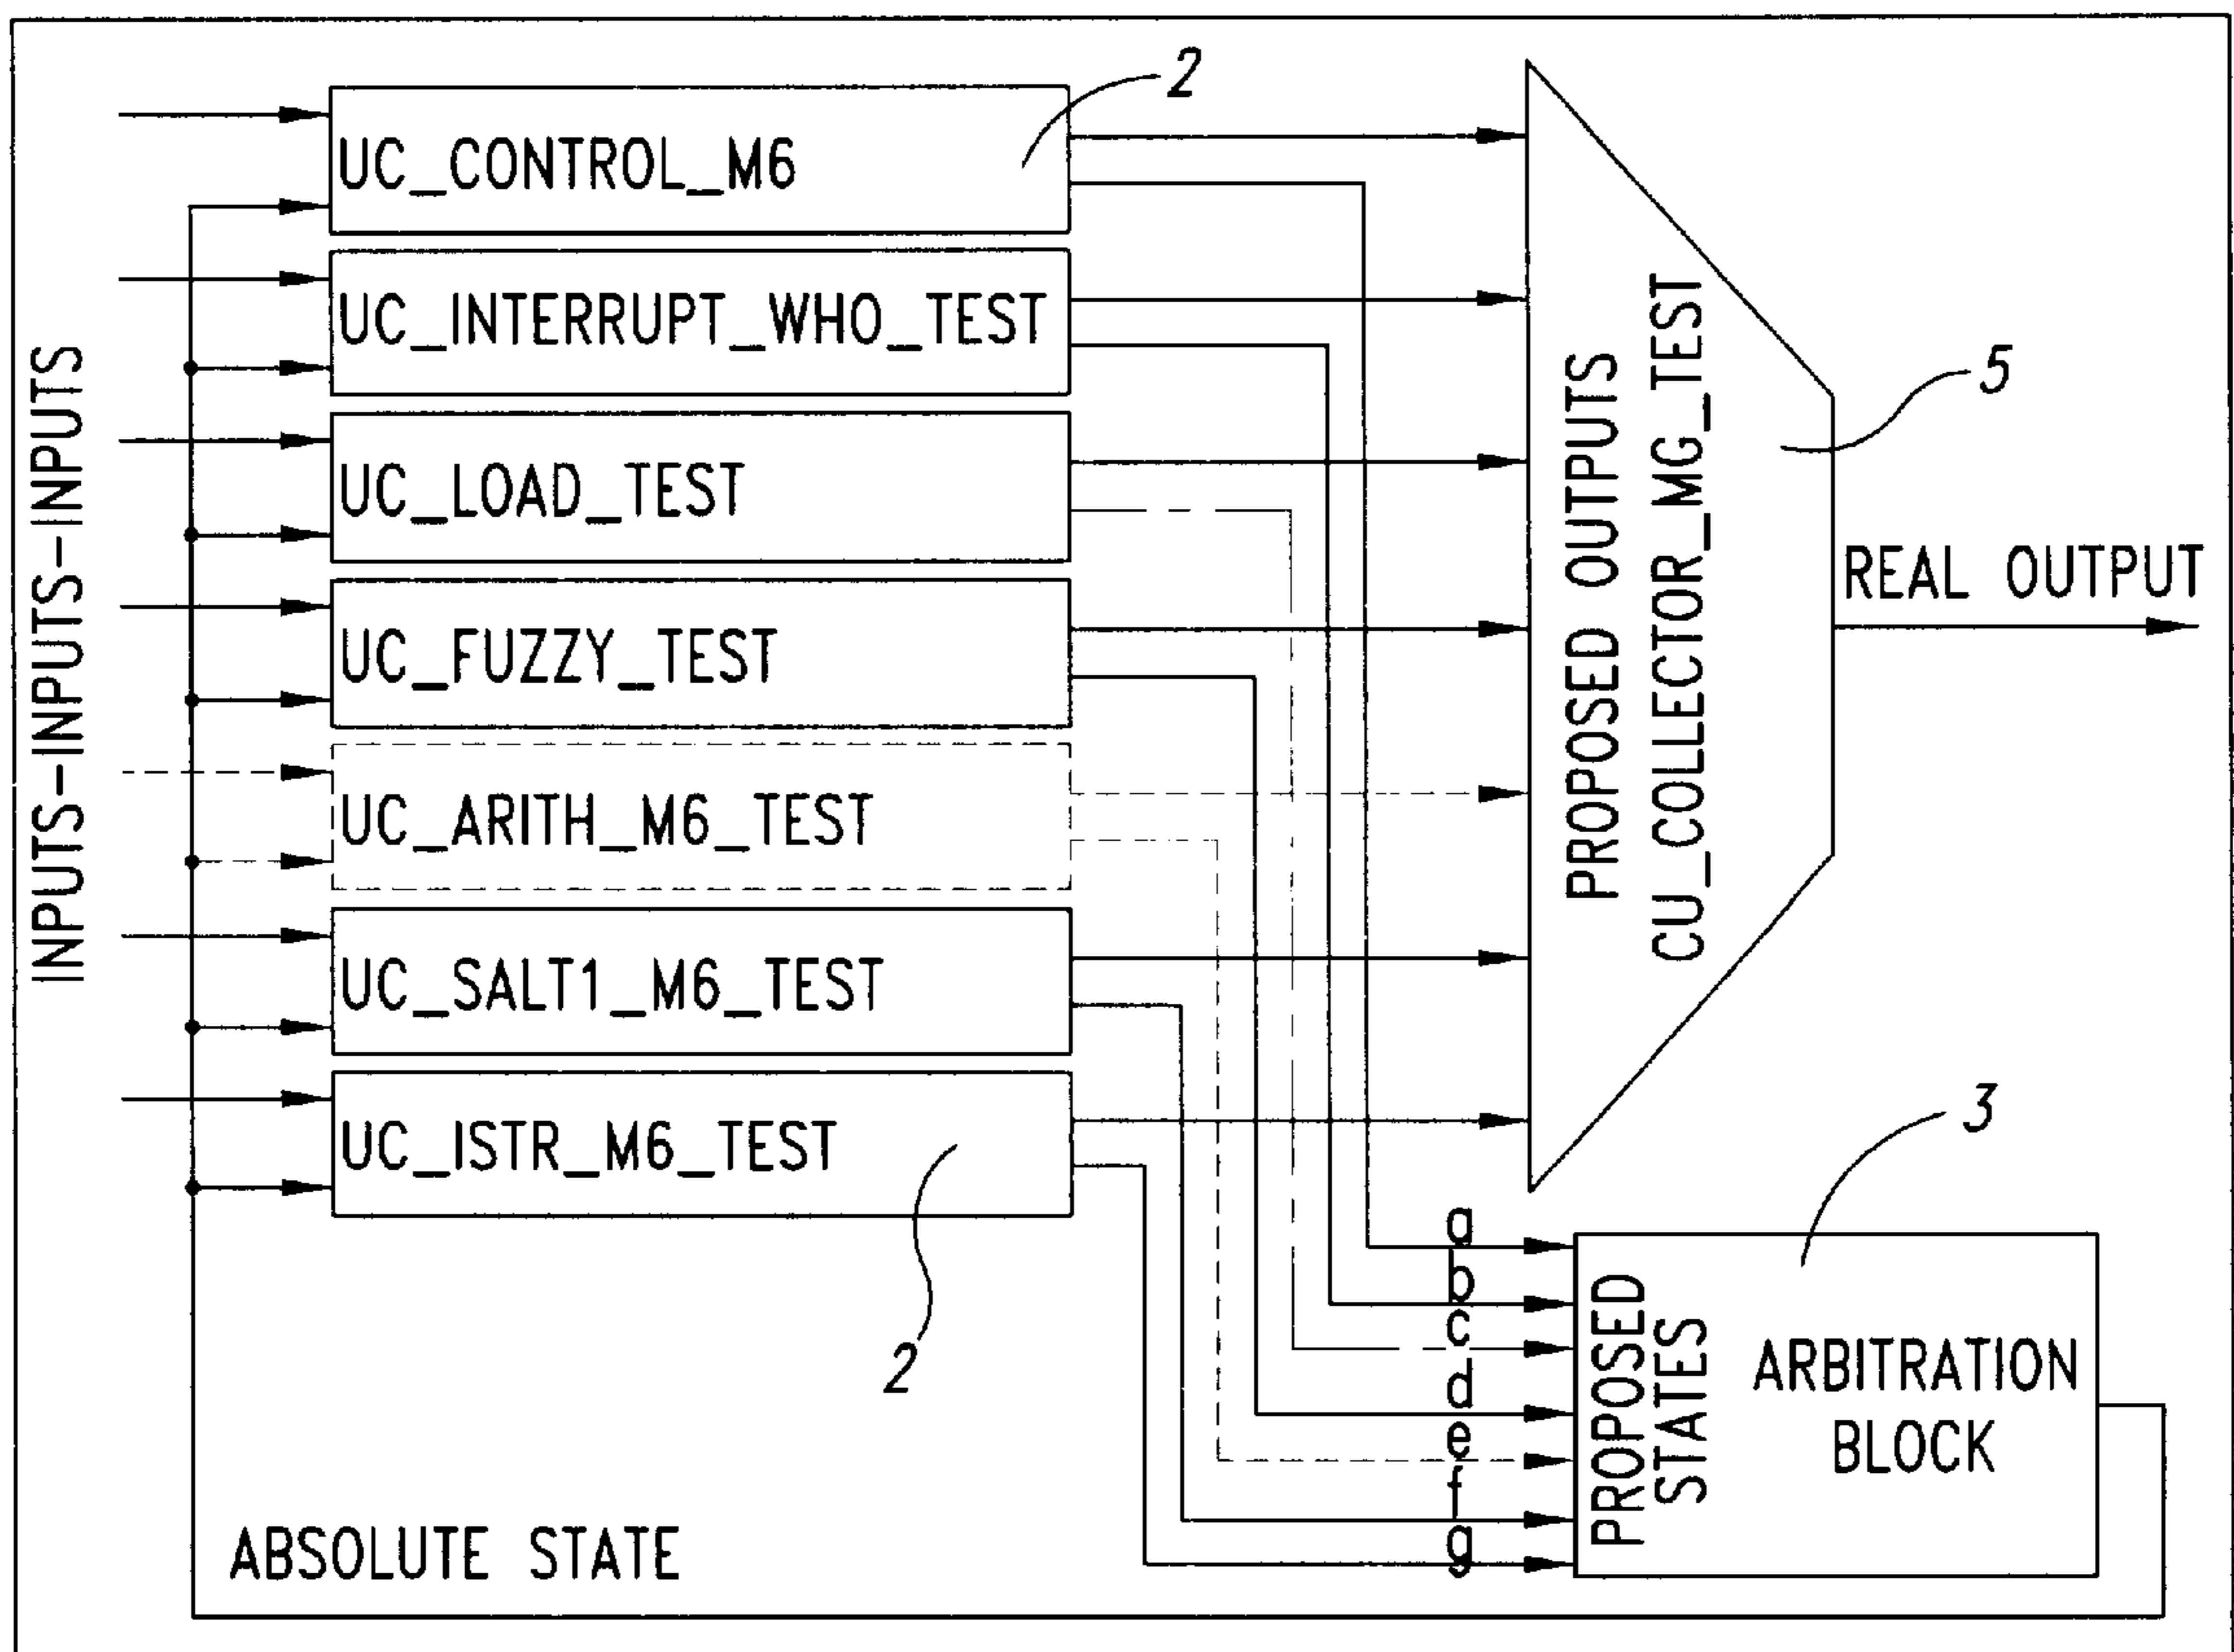 INPUTS-INPUTS-INPUTS
UC_CONTROL_M6
2
UC_INTERRUPT_WHO_TEST
UC_LOAD_TEST
UC_FUZZY_TEST
UC_ARITH_M6_TEST
UC_SALT1_M6_TEST
UC_ISTR_M6_TEST
2
PROPOSED OUTPUTS
CU_COLLECTOR_MG_TEST
5
REAL OUTPUT
3
a
b
c
d
e
f
g
PROPOSED
STATES
ARBITRATION
BLOCK
ABSOLUTE STATE